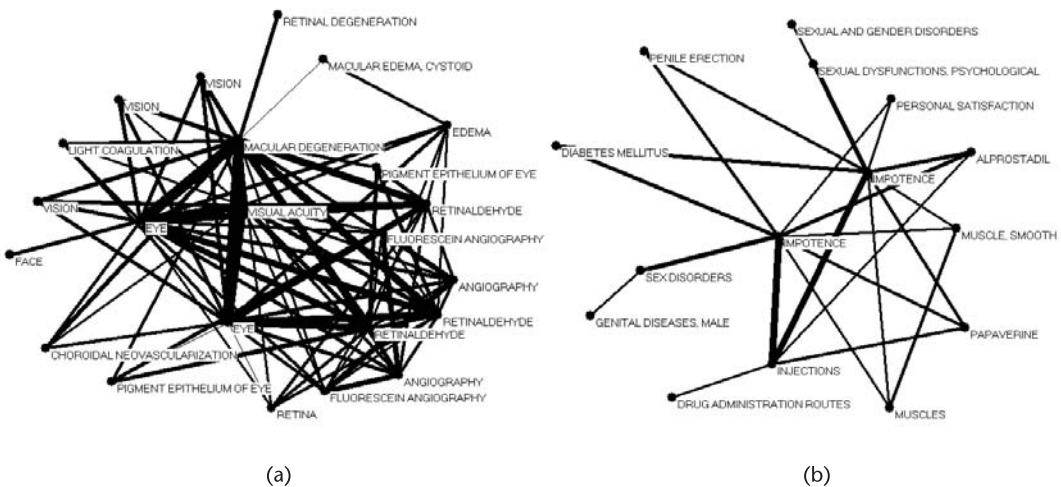 RETINAL DEGENERATION
MACULAR EDEMA, CYSTOID
VISION
VISION
EDEMA
LIGHT COAGULATION
MACULAR DEGENERATION
PIGMENT EPITHELIUM OF EYE
VISION
VISUAL ACUITY
RETINALDEHYDE
EYE
FLUORESCEIN ANGIOGRAPHY
FACE
ANGIOGRAPHY
EYE
RETINALDEHYDE
RETINALDEHYDE
CHOROIDAL NEOVASCULARIZATION
PIGMENT EPITHELIUM OF EYE
ANGIOGRAPHY
FLUORESCEIN ANGIOGRAPHY
RETINA
(a)
SEXUAL AND GENDER DISORDERS
PENILE ERECTION
SEXUAL DYSFUNCTIONS, PSYCHOLOGICAL
PERSONAL SATISFACTION
DIABETES MELLITUS
ALPROSTADIL
IMPOTENCE
MUSCLE, SMOOTH
IMPOTENCE
SEX DISORDERS
GENITAL DISEASES, MALE
PAPAVERINE
INJECTIONS
DRUG ADMINISTRATION ROUTES
MUSCLES
(b)